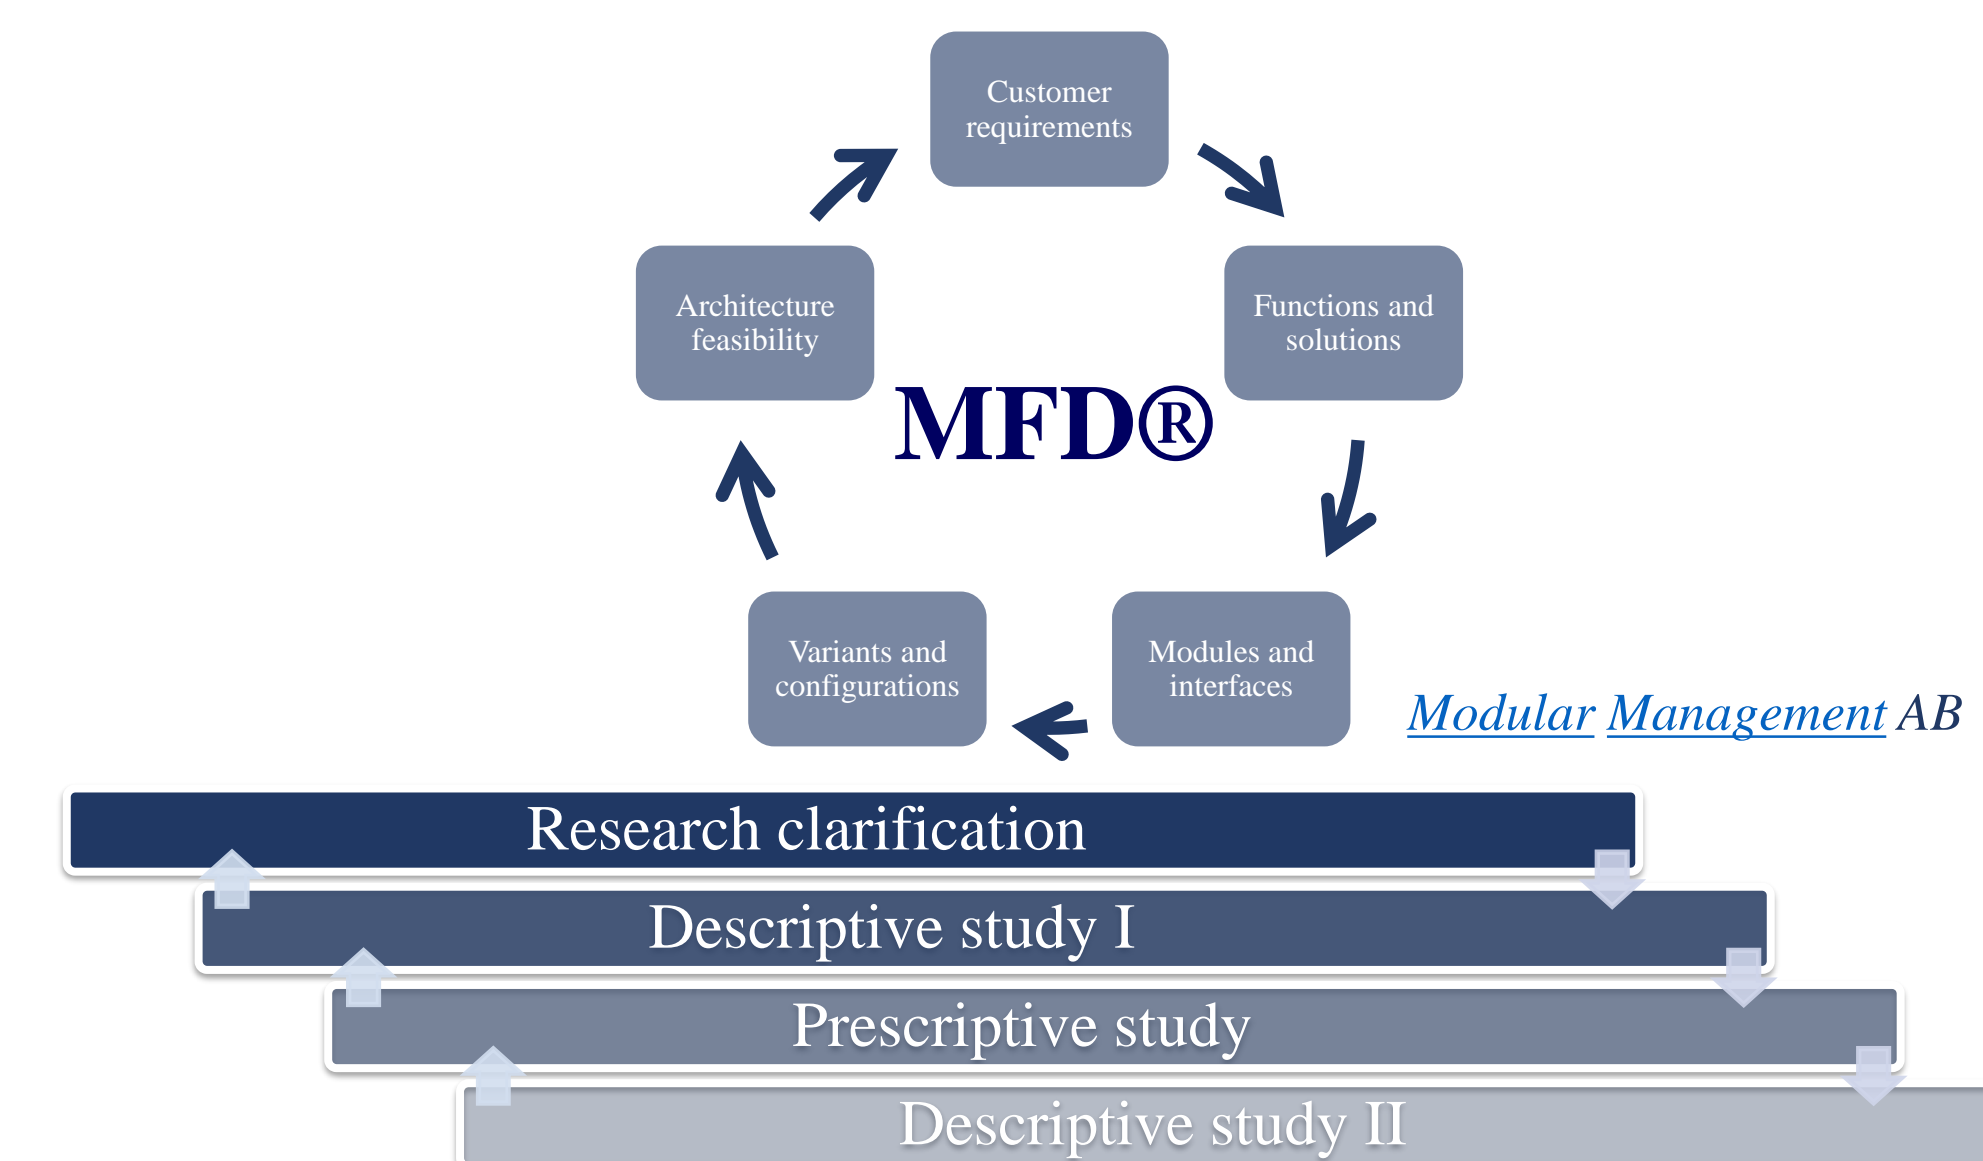 Customer
requirements
Architecture
feasibility
Functions and
solutions
MFD®
Variants and
configurations
Modules and
interfaces
Modular Management AB
Research clarification
Descriptive study I
Prescriptive study
Descriptive study II